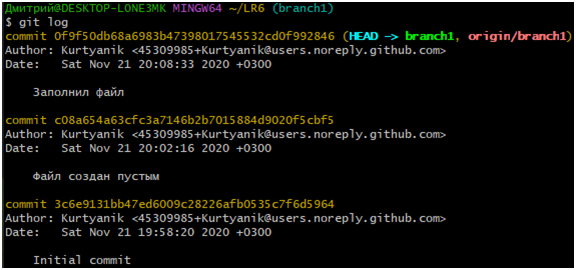 Дмитрий@DESKTOP-LONE3MK MINGW64 ~/LR6 (branch1)
$ git log
commit 0f9f50db68a6983b47398017545532cd0f992846 (HEAD -> branch1, origin/branch1)
Author: Kurtyanik <45309985+Kurtyanik@users.noreply.github.com>
Date:   Sat Nov 21 20:08:33 2020 +0300
Заполнил файл
commit c08a654a63cfc3a7146b2b7015884d9020f5cbf5
Author: Kurtyanik <45309985+Kurtyanik@users.noreply.github.com>
Date:   Sat Nov 21 20:02:16 2020 +0300
Файл создан пустым
commit 3c6e9131bb47ed6009c28226afb0535c7f6d5964
Author: Kurtyanik <45309985+Kurtyanik@users.noreply.github.com>
Date:   Sat Nov 21 19:58:20 2020 +0300
Initial commit